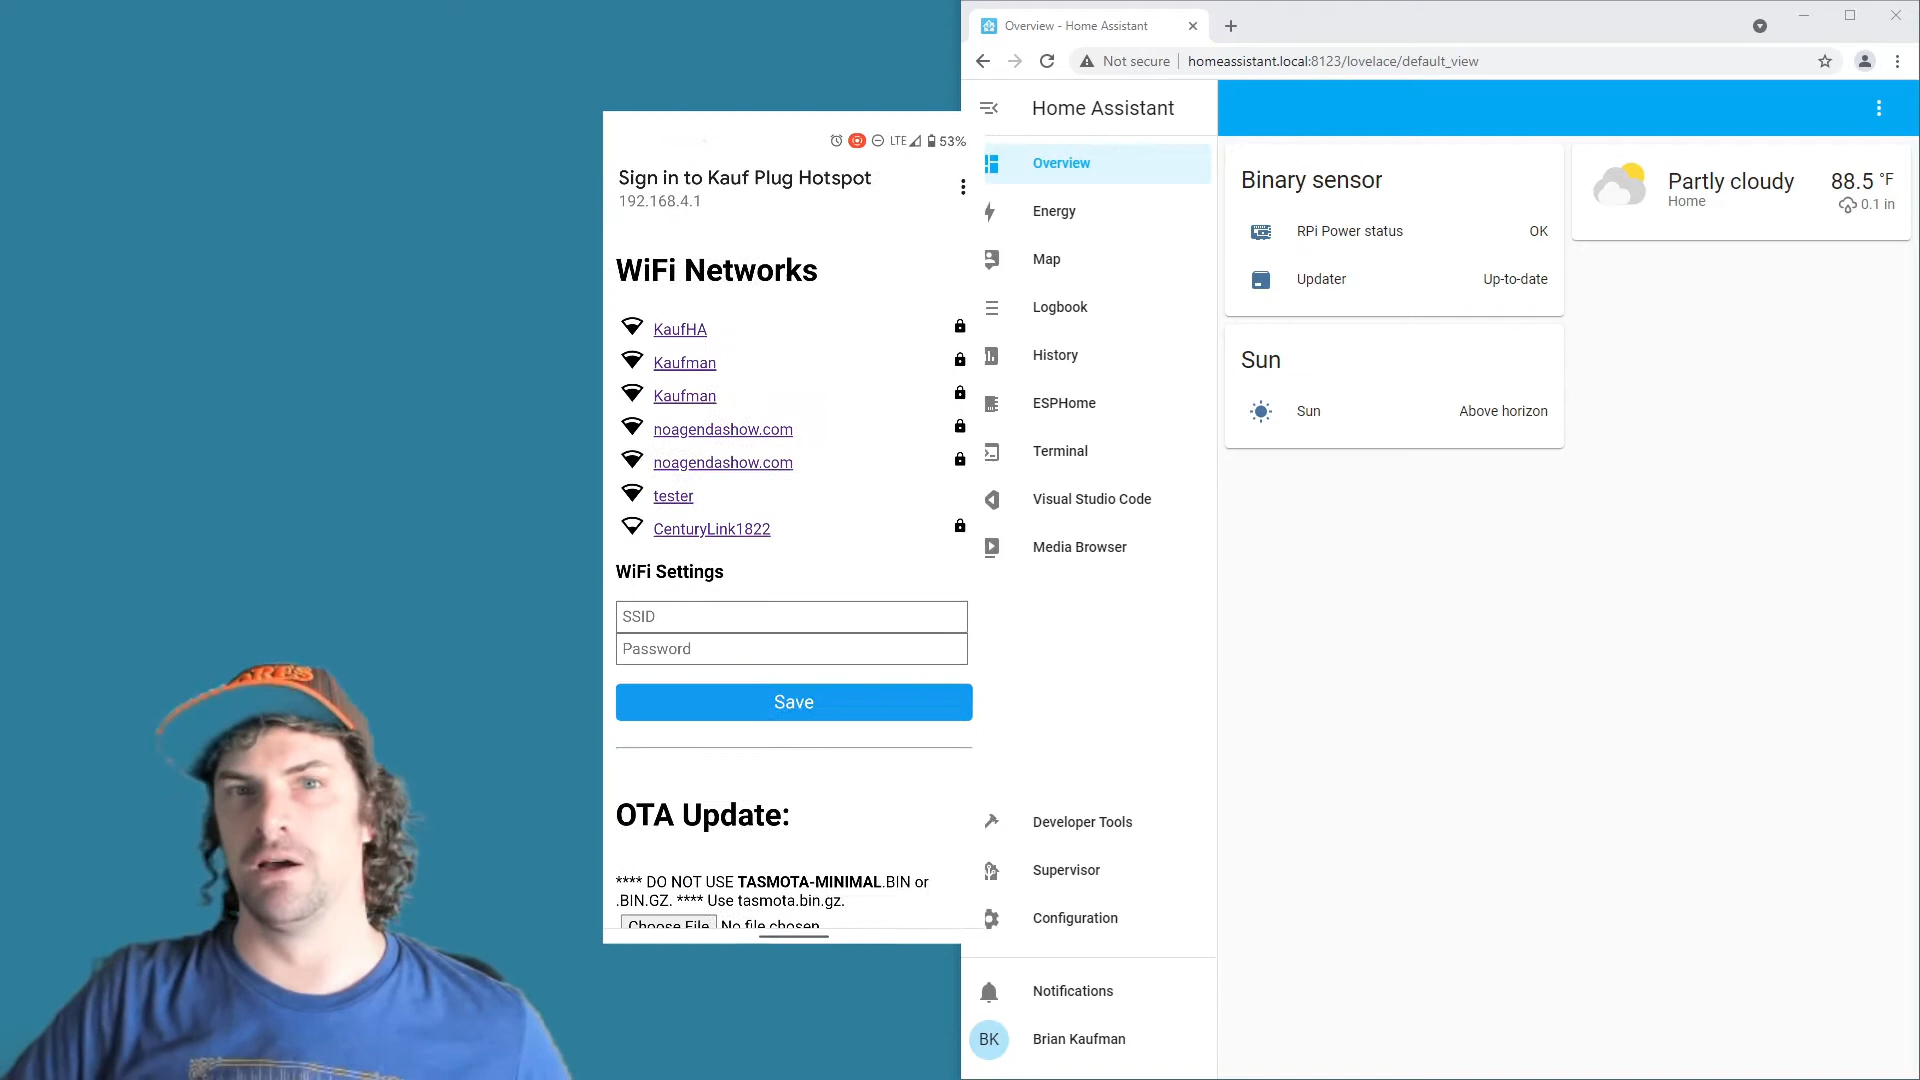 Overview - Home Assistant
Not secure
homeassistant.local:8123/lovelace/default_view
LTE
53%
Sign in to Kauf Plug Hotspot
192.168.4.1
WiFi Networks
KaufHA
Kaufman
Kaufman
noagendashow.com
noagendashow.com
tester
CenturyLink1822
WiFi Settings
SSID
Password
Save
OTA Update:
**** DO NOT USE TASMOTA-MINIMAL.BIN or
.BIN.GZ. **** Use tasmota.bin.gz.
Choose File No file chosen
Home Assistant
Overview
Energy
Map
Logbook
History
ESPHome
Terminal
Visual Studio Code
Media Browser
Developer Tools
Supervisor
Configuration
Notifications
BK
Brian Kaufman
Binary sensor
RPi Power status OK
Updater Up-to-date
Sun
Sun Above horizon
Partly cloudy
Home
88.5 °F
0.1 in